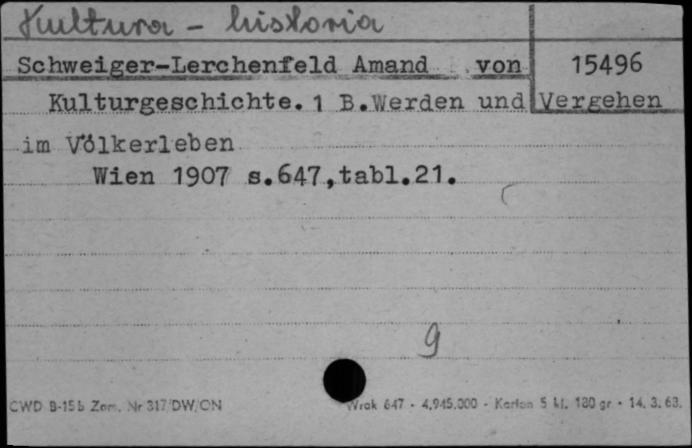 Kultura - historia
Schweiger-Lerchenfeld Amand von 15496
Kulturgeschichte. 1 B.Werden und Vergehen
im Völkerleben
Wien 1907 s.647,tabl.21.
9
CWD B-15b Zam. Nr 317/DW/ON Wrak 647 - 4.945.000 - Karton 5 kl. 180 gr - 14. 3. 63.